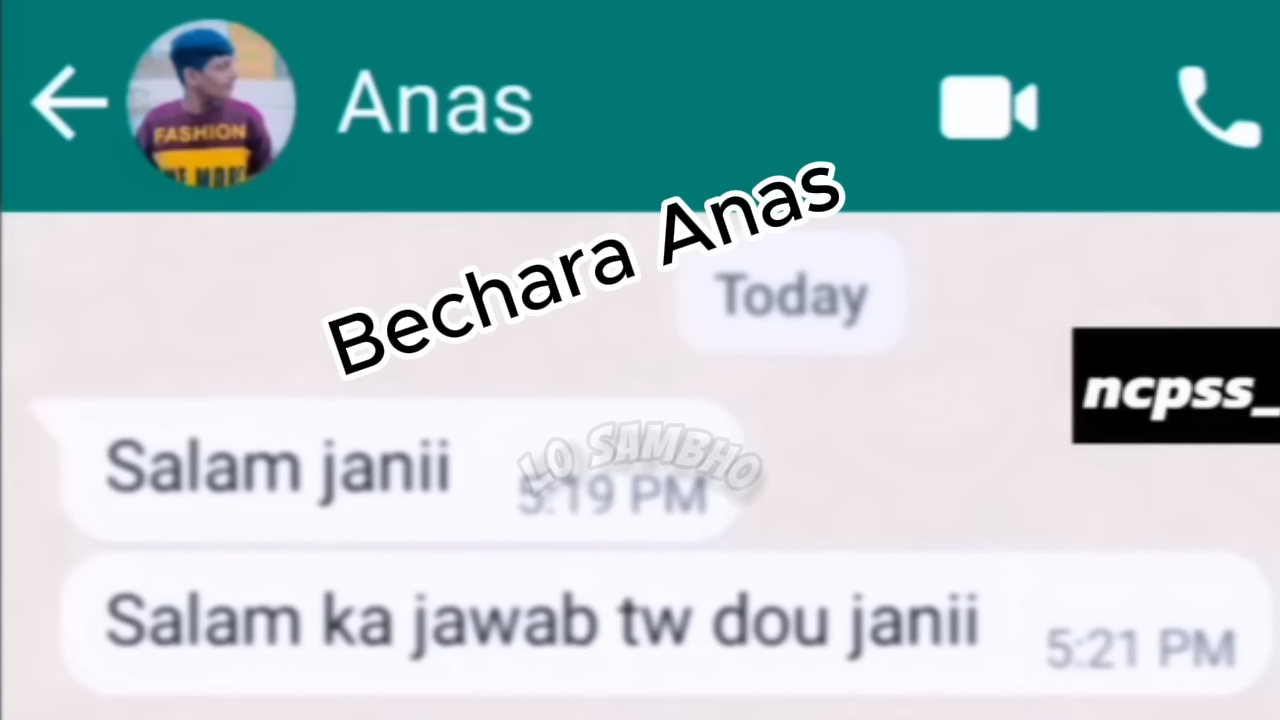 Anas
FASHION
Bechara Anas
Today
ncpss_
Salam janii
LO SAMBHO
5:19 PM
Salam ka jawab tw dou janii
5:21 PM